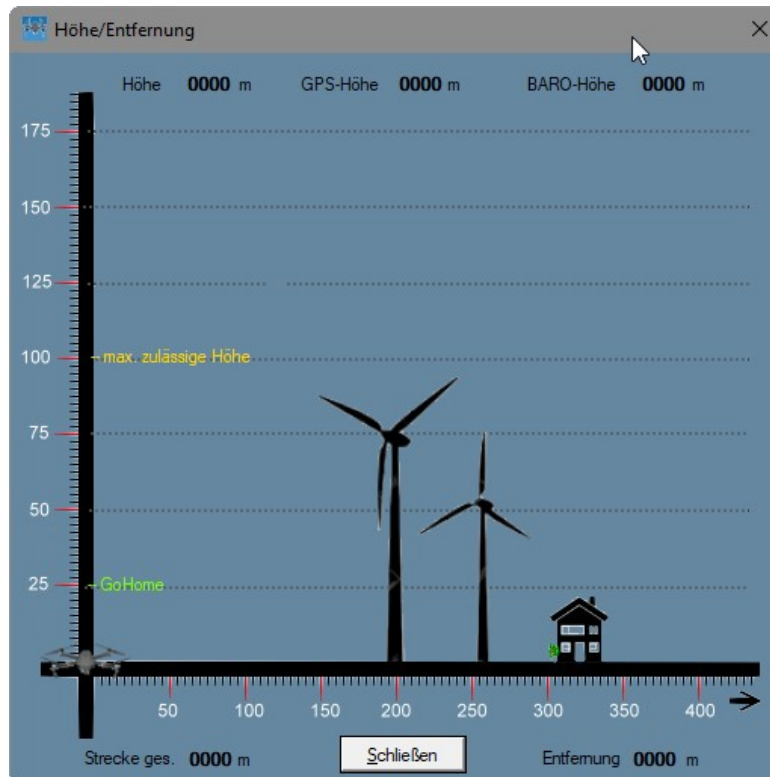 Höhe/Entfernung
Höhe 0000 m GPS-Höhe 0000 m BARO-Höhe 0000 m
175
150
125
100 max. zulässige Höhe
75
50
25 GoHome
50 100 150 200 250 300 350 400
Strecke ges. 0000 m Schließen Entfernung 0000 m